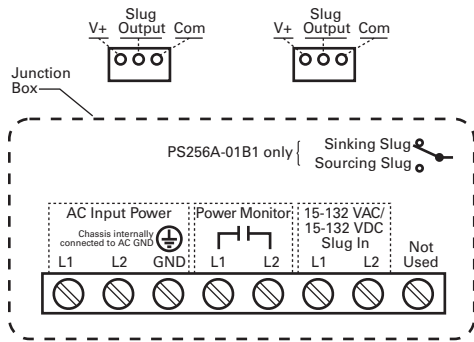 Slug
V+ Output Com
Slug
V+ Output Com
Junction
Box
PS256A-01B1 only { Sinking Slug
Sourcing Slug
AC Input Power
Chassis internally
connected to AC GND
L1 L2 GND
Power Monitor
L1 L2
15-132 VAC/
15-132 VDC
Slug In
L1 L2
Not
Used